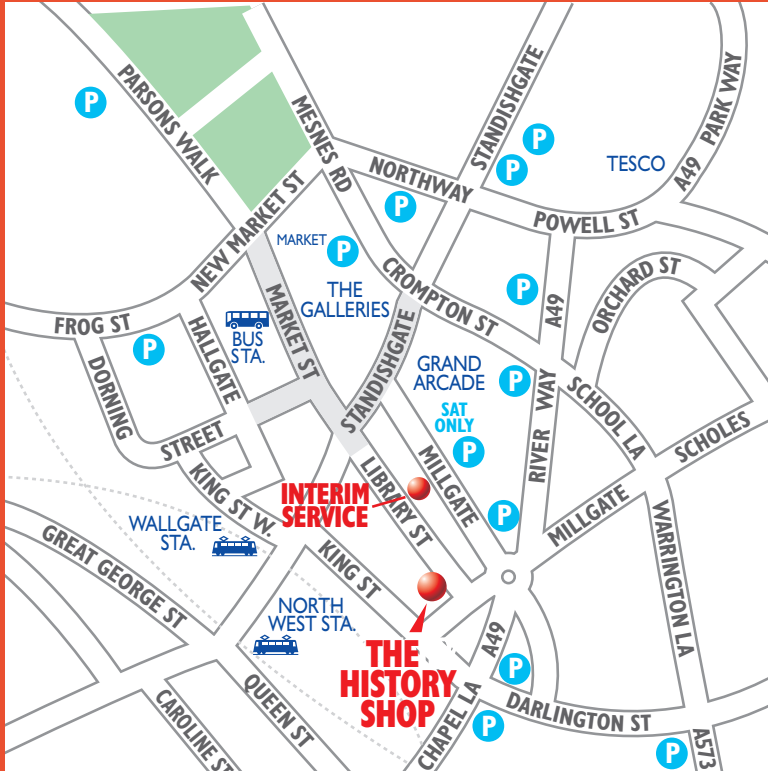 PARSONS WALK
P
MESNES RD
STANDISHGATE
P
P
TESCO
A49
PARK WAY
NORTHWAY
P
POWELL ST
NEW MARKET ST
MARKET
P
THE
GALLERIES
CROMPTON ST
P
A49
ORCHARD ST
FROG ST
P
HALLGATE
BUS
STA.
MARKET ST
STANDISHGATE
GRAND
ARCADE
P
SAT
ONLY
P
RIVER WAY
SCHOOL LA
SCHOLES
DORNING
STREET
KING ST W.
LIBRARY ST
MILLGATE
P
MILLGATE
WARRINGTON LA
INTERIM
SERVICE
WALLGATE
STA.
GREAT GEORGE ST
KING ST
NORTH
WEST STA.
THE
HISTORY
SHOP
A49
P
CHAPEL LA
P
DARLINGTON ST
P
A573
QUEEN ST
CAROLINE ST